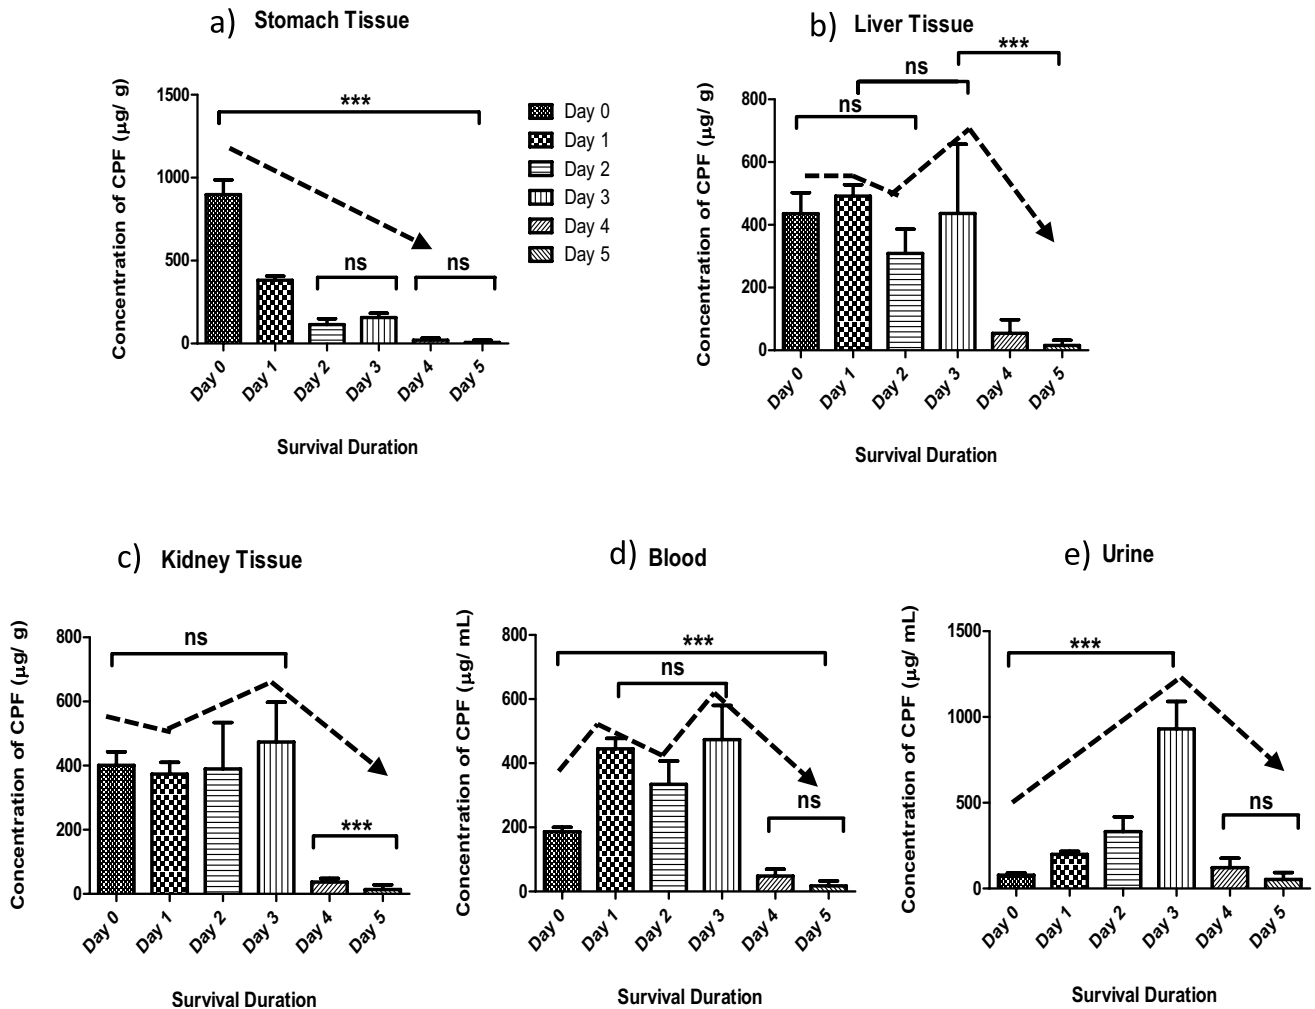 a) Stomach Tissue
Concentration of CPF (μg/ g)
1500
1000
500
0
***
ns
ns
Day 0
Day 1
Day 2
Day 3
Day 4
Day 5
Survival Duration
Day 0
Day 1
Day 2
Day 3
Day 4
Day 5
b) Liver Tissue
Concentration of CPF (μg/ g)
800
600
400
200
0
***
ns
ns
Day 0
Day 1
Day 2
Day 3
Day 4
Day 5
Survival Duration
c) Kidney Tissue
Concentration of CPF (μg/ g)
800
600
400
200
0
ns
***
Day 0
Day 1
Day 2
Day 3
Day 4
Day 5
Survival Duration
d) Blood
Concentration of CPF (μg/ mL)
800
600
400
200
0
***
ns
ns
Day 0
Day 1
Day 2
Day 3
Day 4
Day 5
Survival Duration
e) Urine
Concentration of CPF (μg/ mL)
1500
1000
500
0
***
ns
Day 0
Day 1
Day 2
Day 3
Day 4
Day 5
Survival Duration